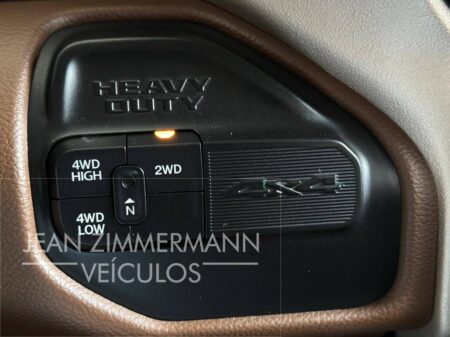 HEAVY
DUTY
4WD
HIGH
2WD
N
4WD
LOW
4X4
JEAN ZIMMERMANN
VEÍCULOS